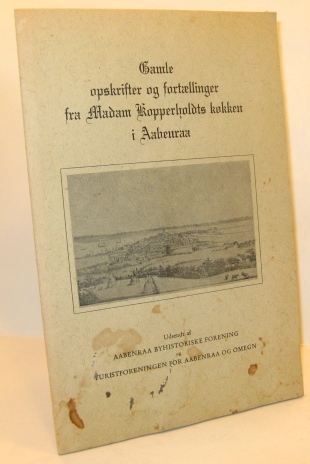 Gamle
opskrifter og fortællinger
fra Madam Kopperholdts køkken
i Aabenraa
Udsendt af
AABENRAA BYHISTORISKE FORENING
og
TURISTFORENINGEN FOR AABENRAA OG OMEGN